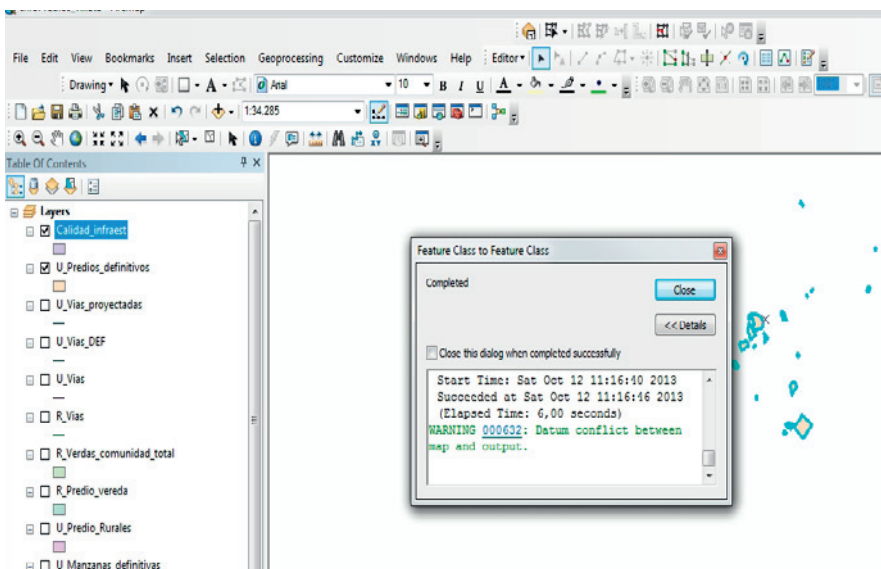 File Edit View Bookmarks Insert Selection Geoprocessing Customize Windows Help Editor
Drawing A Arial 10 B I U A
1:34.285
Table Of Contents
Layers
Calidad_infraest
U_Predios_definitivos
U_Vias_proyectadas
U_Vias_DEF
U_Vias
R_Vias
R_Verdas_comunidad_total
R_Predio_vereda
U_Predio_Rurales
U_Manzanas_definitivas
Feature Class to Feature Class
Completed
Close
<< Details
Close this dialog when completed successfully
Start Time: Sat Oct 12 11:16:40 2013
Succeeded at Sat Oct 12 11:16:46 2013
(Elapsed Time: 6,00 seconds)
WARNING 000632: Datum conflict between
map and output.